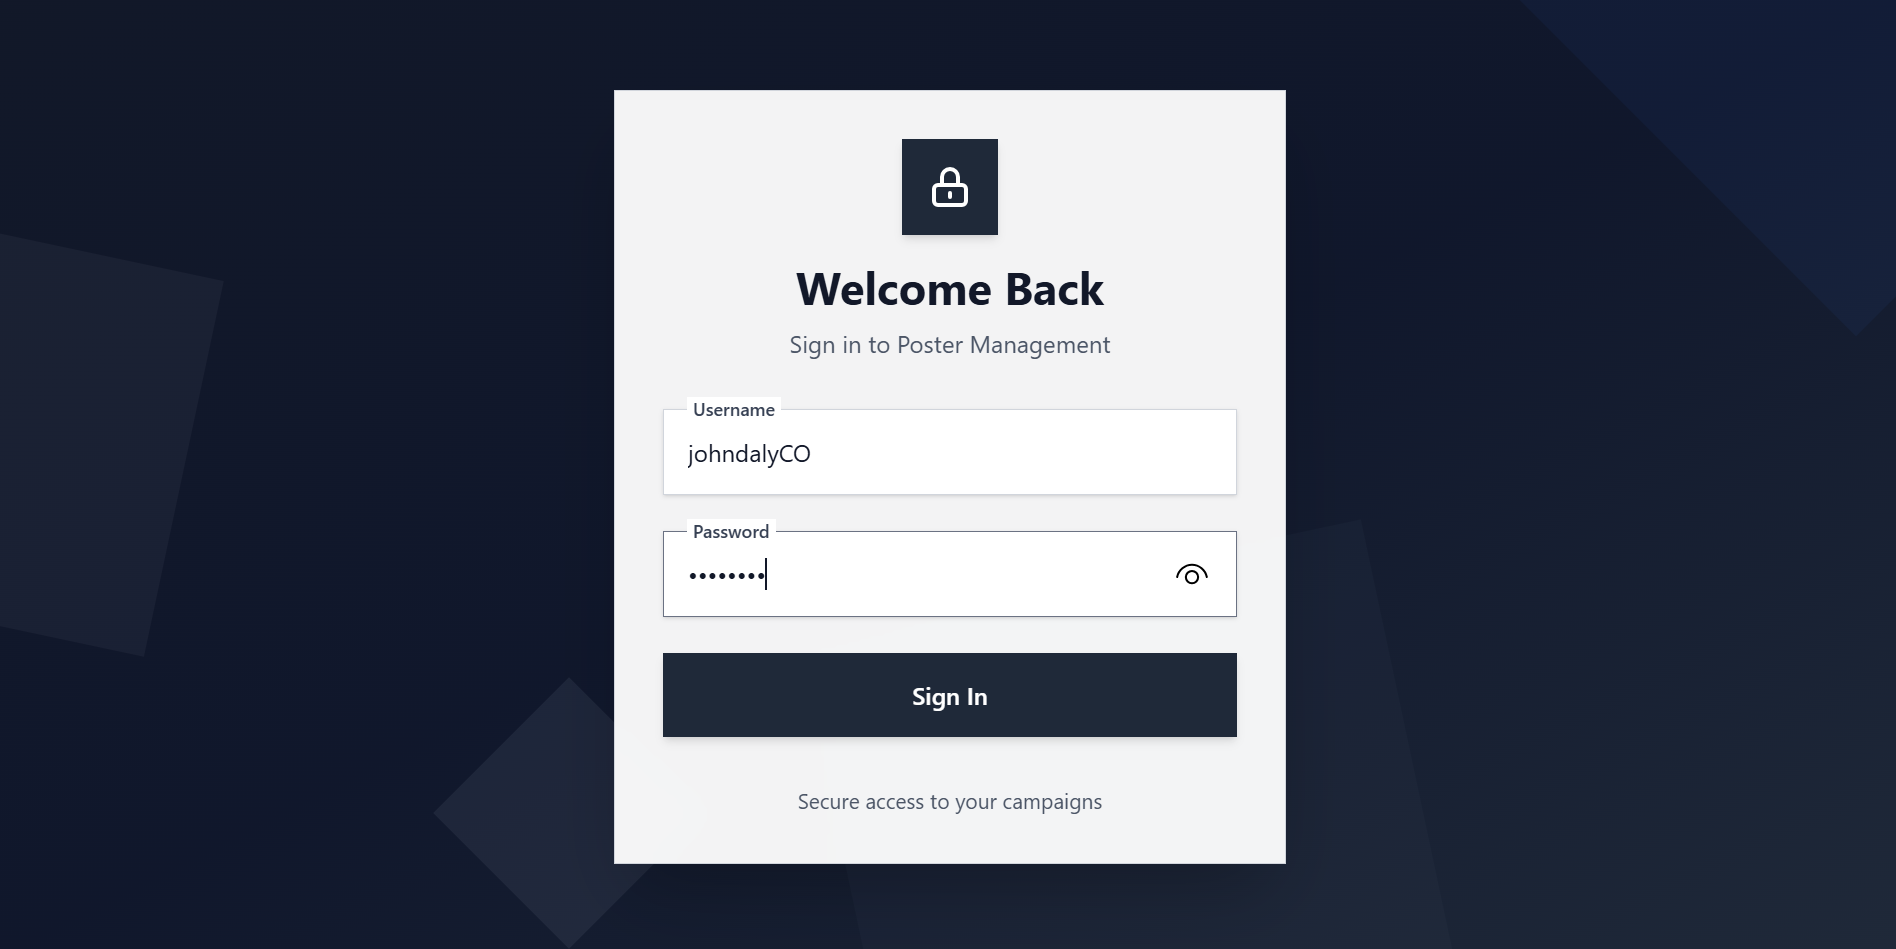 Welcome Back
Sign in to Poster Management
Username
johndalyCO
Password
••••••••
Sign In
Secure access to your campaigns